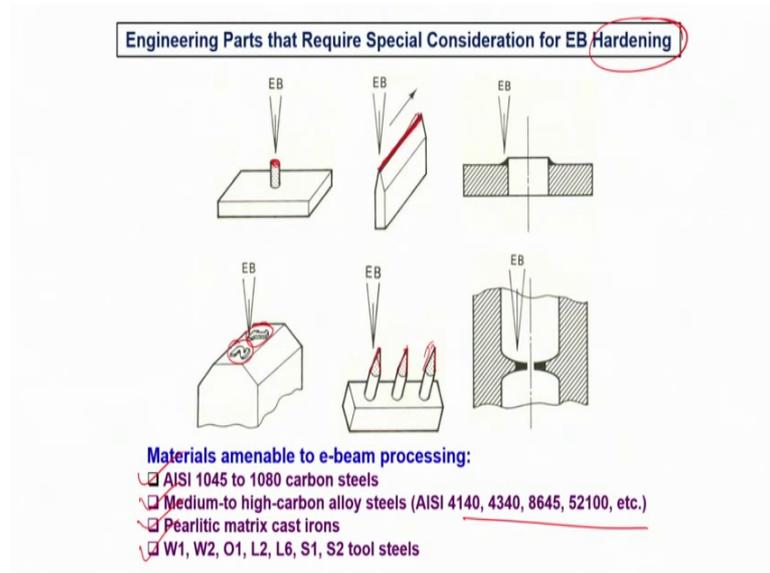 Engineering Parts that Require Special Consideration for EB Hardening
EB
EB
EB
EB
EB
EB
Materials amenable to e-beam processing:
AISI 1045 to 1080 carbon steels
Medium-to high-carbon alloy steels (AISI 4140, 4340, 8645, 52100, etc.)
Pearlitic matrix cast irons
W1, W2, O1, L2, L6, S1, S2 tool steels